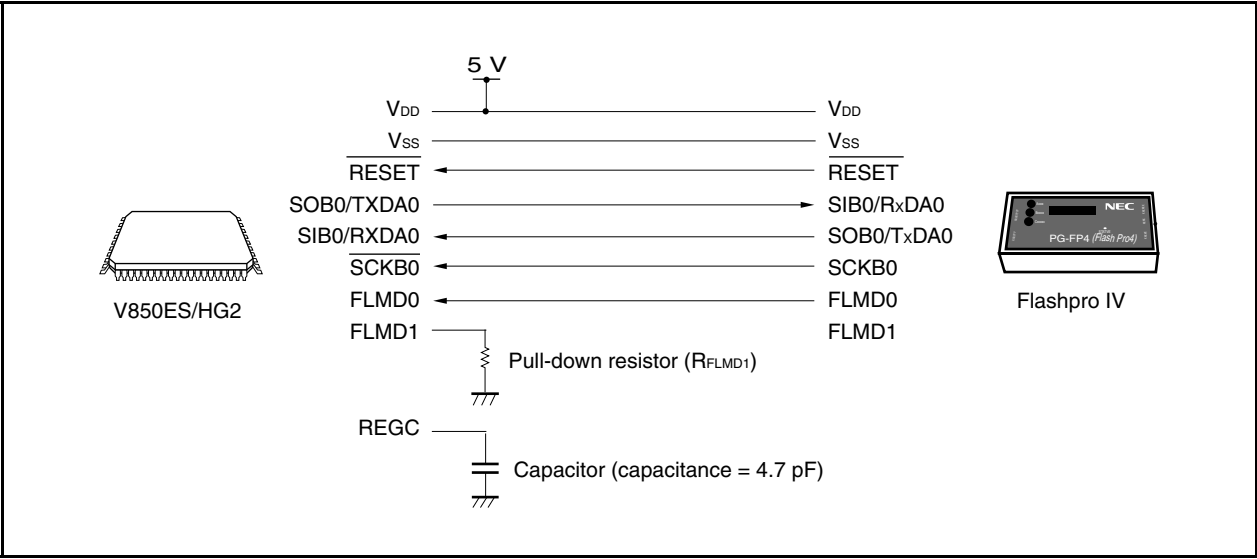 5 V
VDD VDD
VSS VSS
RESET RESET
SOB0/TXDA0 SIB0/RxDA0
SIB0/RXDA0 SOB0/TxDA0
SCKB0 SCKB0
FLMD0 FLMD0
FLMD1 FLMD1
V850ES/HG2
NEC
PG-FP4 (Flash Pro4)
Flashpro IV
Pull-down resistor (RFLMD1)
REGC
Capacitor (capacitance = 4.7 pF)